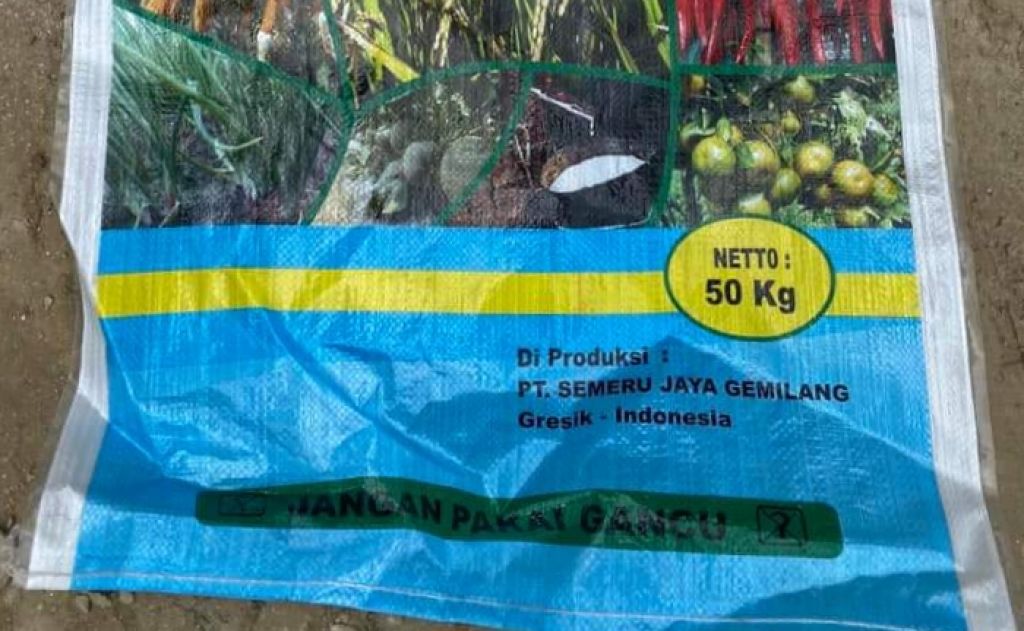 NETTO :
50 Kg
Di Produksi :
PT. SEMERU JAYA GEMILANG
Gresik - Indonesia
JANGAN PAKAI GANCU